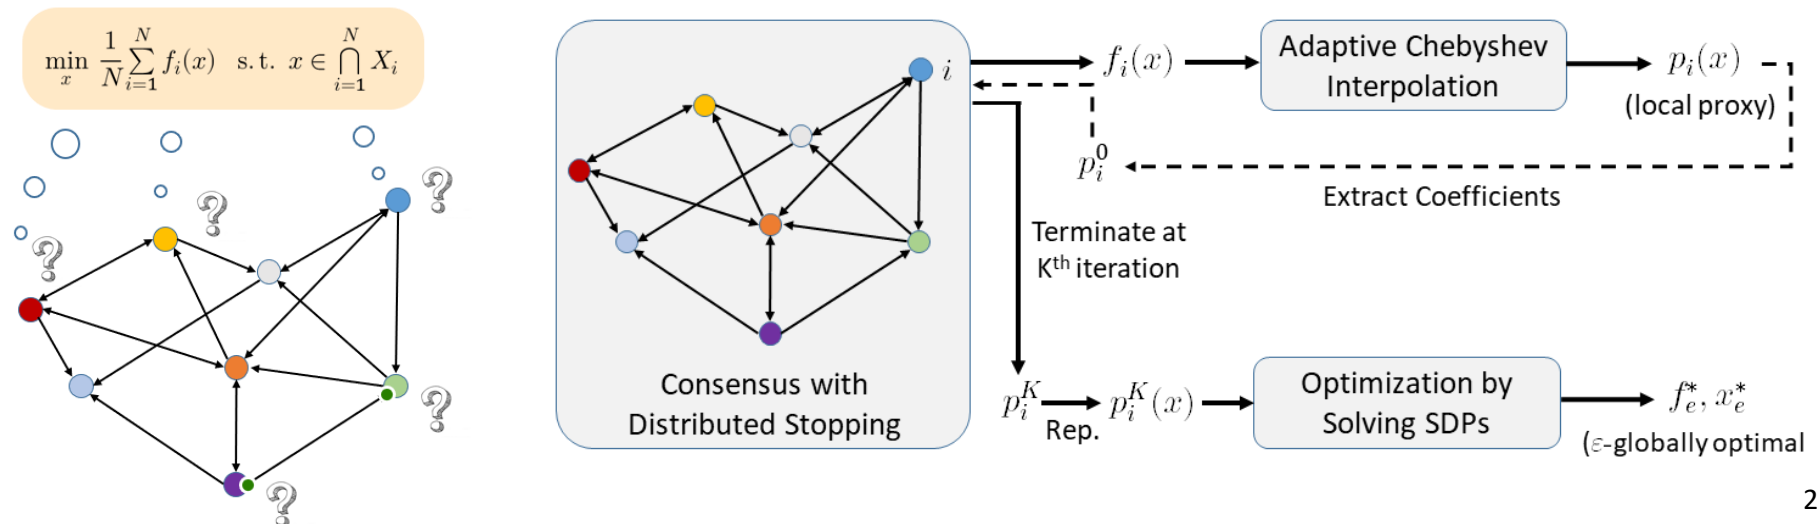 min_x 1/N ∑_{i=1}^{N} f_i(x) s.t. x ∈ ⋂_{i=1}^{N} X_i
?
?
?
?
?
i
Consensus with
Distributed Stopping
f_i(x)
Adaptive Chebyshev
Interpolation
p_i(x)
(local proxy)
p_i^0
Extract Coefficients
Terminate at
K^th iteration
p_i^K
Rep.
p_i^K(x)
Optimization by
Solving SDPs
f_e^*, x_e^*
(ε-globally optimal
2